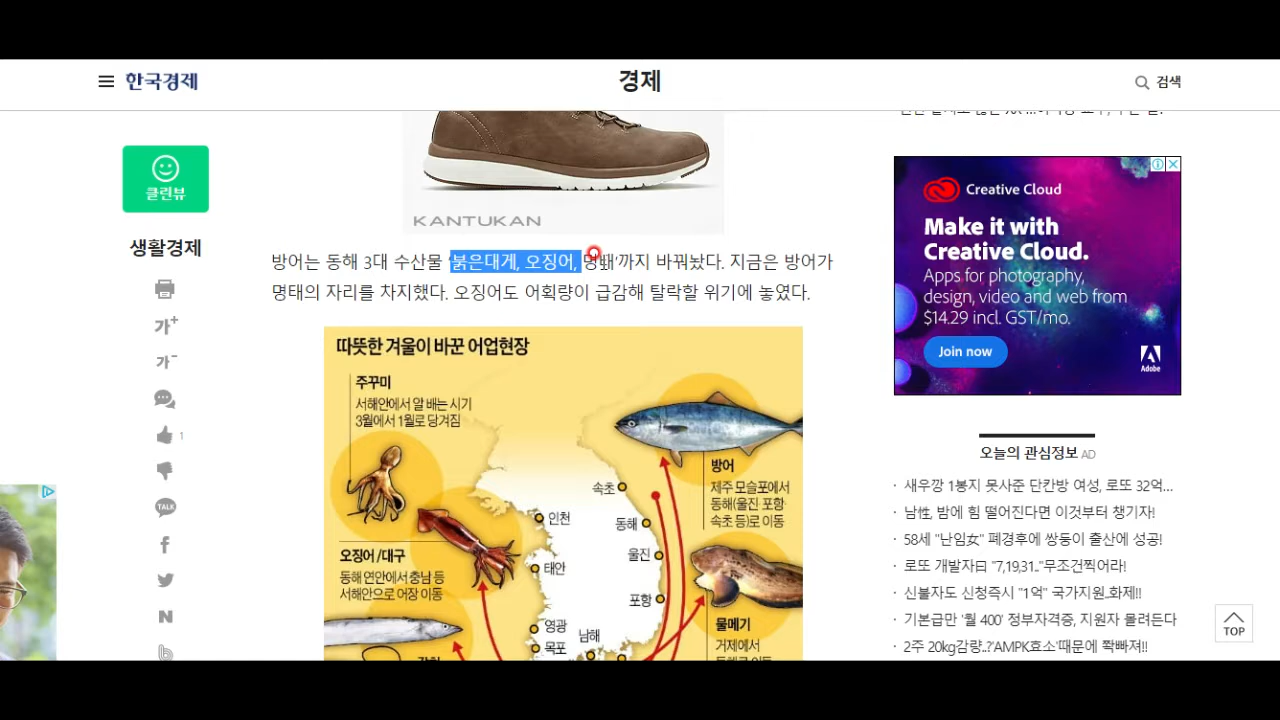 한국경제
경제
검색
클린뷰
생활경제
가+
가-
1
TALK
N
KANTUKAN
방어는 동해 3대 수산물 '붉은대게, 오징어, 명태'까지 바꿔놨다. 지금은 방어가
명태의 자리를 차지했다. 오징어도 어획량이 급감해 탈락할 위기에 놓였다.
따뜻한 겨울이 바꾼 어업현장
주꾸미
서해안에서 알 배는 시기
3월에서 1월로 당겨짐
오징어/대구
동해 연안에서 충남 등
서해안으로 어장 이동
방어
제주 모슬포에서
동해(울진·포항·
속초 등)로 이동
물메기
거제에서
속초
동해
울진
포항
인천
태안
영광
목포
남해
Creative Cloud
Make it with
Creative Cloud.
Apps for photography,
design, video and web from
$14.29 incl. GST/mo.
Join now
Adobe
오늘의 관심정보 AD
· 새우깡 1봉지 못사준 단칸방 여성, 로또 32억...
· 남性, 밤에 힘 떨어진다면 이것부터 챙기자!
· 58세 "난임女" 폐경후에 쌍둥이 출산에 성공!
· 로또 개발자曰 "7,19,31.."무조건찍어라!
· 신불자도 신청즉시 "1억" 국가지원..화제!!
· 기본급만 '월 400' 정부자격증, 지원자 몰려든다
· 2주 20kg감량..?'AMPK효소'때문에 쫙빠져!!
TOP